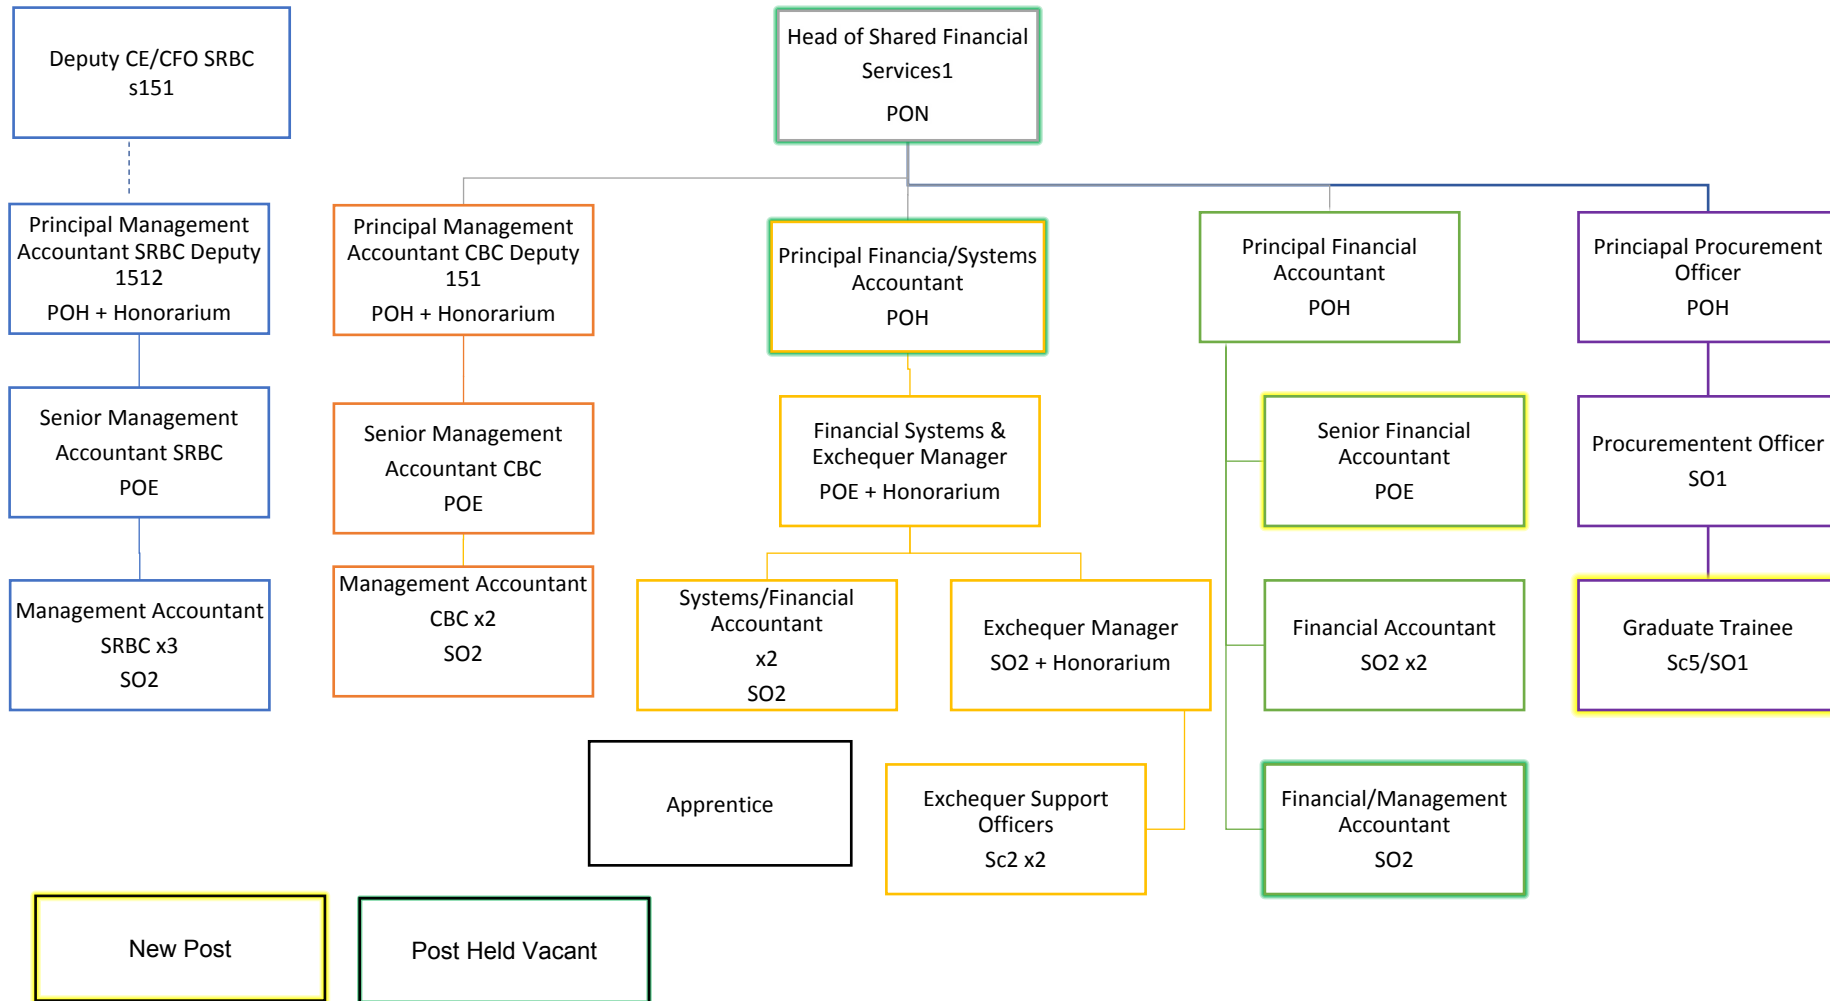 Deputy CE/CFO SRBC
s151
Head of Shared Financial
Services1
PON
Principal Management
Accountant SRBC Deputy
1512
POH + Honorarium
Principal Management
Accountant CBC Deputy
151
POH + Honorarium
Principal Financia/Systems
Accountant
POH
Principal Financial
Accountant
POH
Princiapal Procurement
Officer
POH
Senior Management
Accountant SRBC
POE
Senior Management
Accountant CBC
POE
Financial Systems &
Exchequer Manager
POE + Honorarium
Senior Financial
Accountant
POE
Procurementent Officer
SO1
Management Accountant
SRBC x3
SO2
Management Accountant
CBC x2
SO2
Systems/Financial
Accountant
x2
SO2
Exchequer Manager
SO2 + Honorarium
Financial Accountant
SO2 x2
Graduate Trainee
Sc5/SO1
Apprentice
Exchequer Support
Officers
Sc2 x2
Financial/Management
Accountant
SO2
New Post
Post Held Vacant